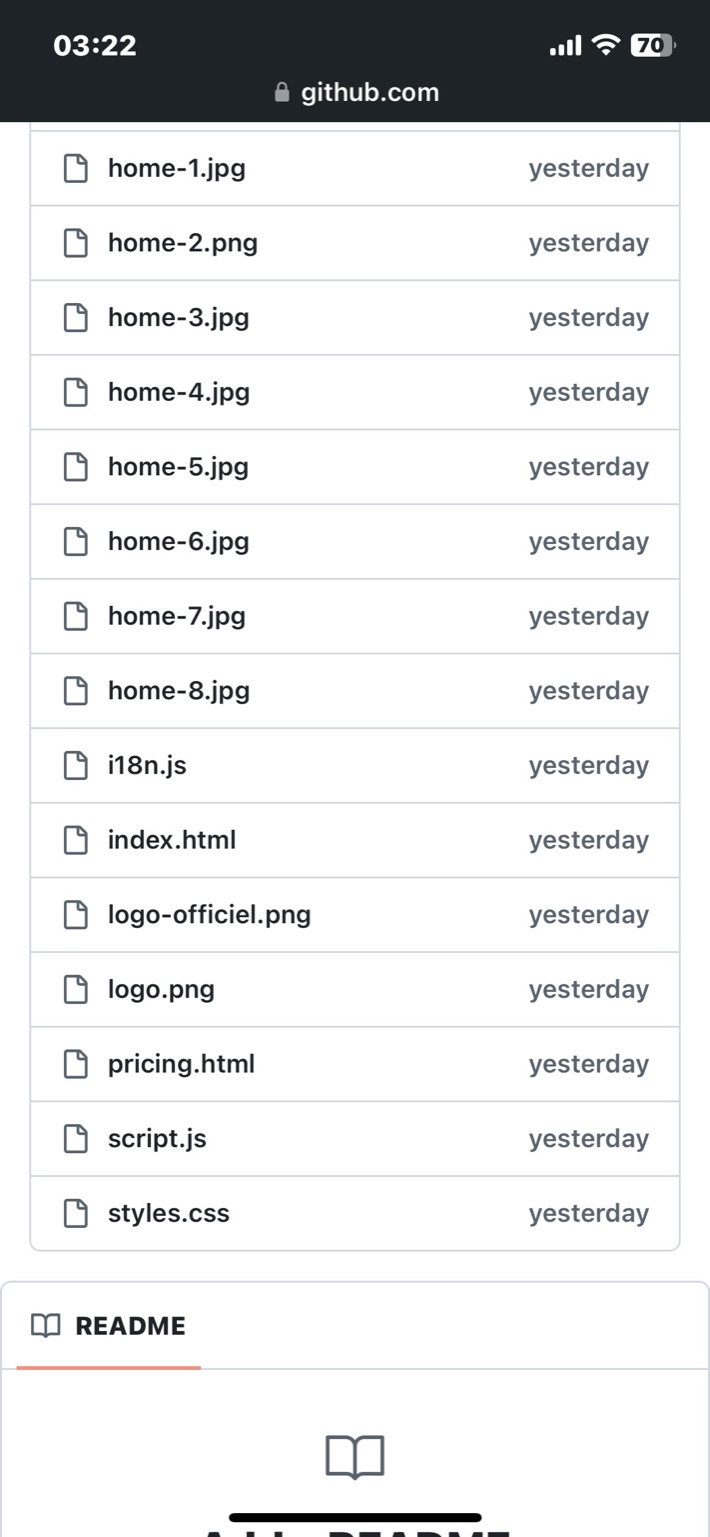 03:22
70
github.com
home-1.jpg yesterday
home-2.png yesterday
home-3.jpg yesterday
home-4.jpg yesterday
home-5.jpg yesterday
home-6.jpg yesterday
home-7.jpg yesterday
home-8.jpg yesterday
i18n.js yesterday
index.html yesterday
logo-officiel.png yesterday
logo.png yesterday
pricing.html yesterday
script.js yesterday
styles.css yesterday
README